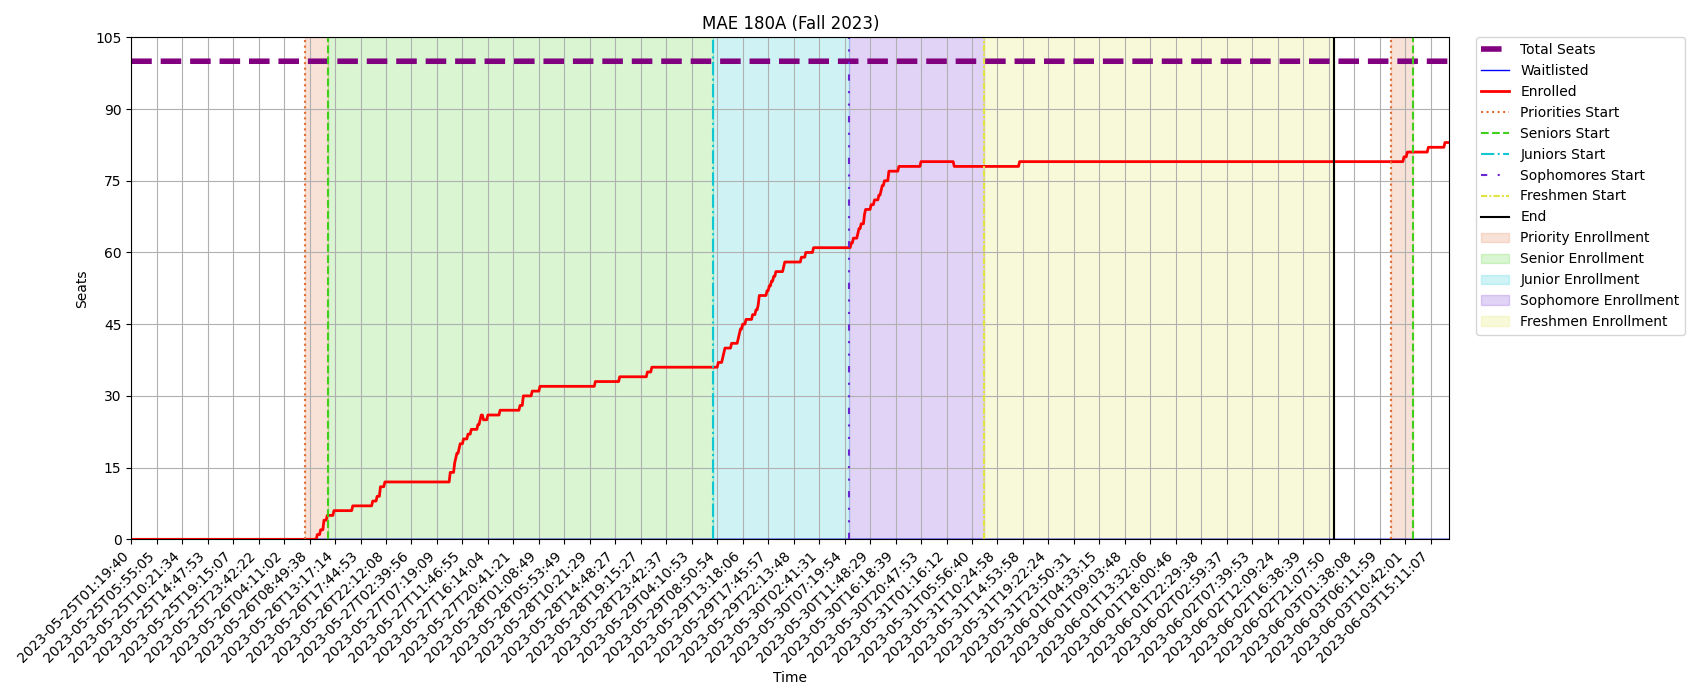 MAE 180A (Fall 2023)
105
90
75
60
45
30
15
0
Seats
2023-05-25T01:19:40
2023-05-25T05:55:05
2023-05-25T10:21:34
2023-05-25T14:47:53
2023-05-25T19:15:07
2023-05-25T23:42:22
2023-05-26T04:11:02
2023-05-26T08:49:38
2023-05-26T13:17:14
2023-05-26T17:44:53
2023-05-26T22:12:08
2023-05-27T02:39:56
2023-05-27T07:19:09
2023-05-27T11:46:55
2023-05-27T16:14:04
2023-05-27T20:41:21
2023-05-28T01:08:49
2023-05-28T05:53:49
2023-05-28T10:21:29
2023-05-28T14:48:27
2023-05-28T19:15:27
2023-05-28T23:42:37
2023-05-29T04:10:53
2023-05-29T08:50:54
2023-05-29T13:18:06
2023-05-29T17:45:57
2023-05-29T22:13:48
2023-05-30T02:41:31
2023-05-30T07:19:54
2023-05-30T11:48:29
2023-05-30T16:18:39
2023-05-30T20:47:53
2023-05-31T01:16:12
2023-05-31T05:56:40
2023-05-31T10:24:58
2023-05-31T14:53:58
2023-05-31T19:22:24
2023-05-31T23:50:31
2023-06-01T04:33:15
2023-06-01T09:03:48
2023-06-01T13:32:06
2023-06-01T18:00:46
2023-06-01T22:29:38
2023-06-02T02:59:37
2023-06-02T07:39:53
2023-06-02T12:09:24
2023-06-02T16:38:39
2023-06-02T21:07:50
2023-06-03T01:38:08
2023-06-03T06:11:59
2023-06-03T10:42:01
2023-06-03T15:11:07
Time
Total Seats
Waitlisted
Enrolled
Priorities Start
Seniors Start
Juniors Start
Sophomores Start
Freshmen Start
End
Priority Enrollment
Senior Enrollment
Junior Enrollment
Sophomore Enrollment
Freshmen Enrollment